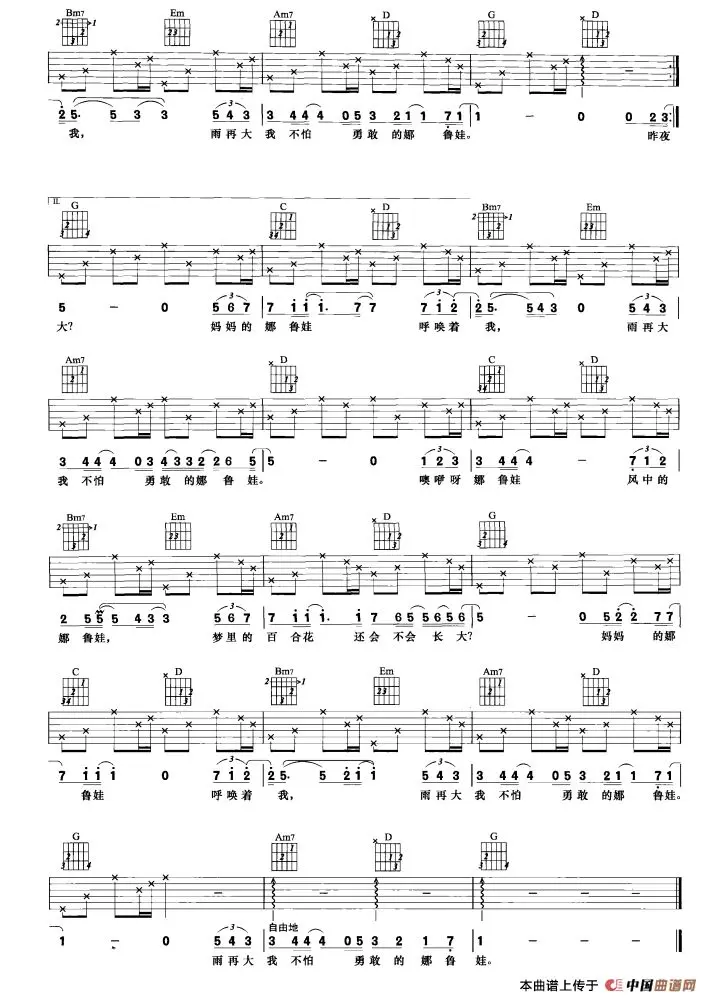 Bm7 Em Am7 D G D
2 5· 5 3 3 5 4 3 3 4 4 4 0 5 3 2 1 1 7 1 1 — 0 0 2 3
我, 雨再大 我 不怕 勇敢 的娜 鲁娃。 昨夜
II.
G C D Bm7 Em
5 — 0 5 6 7 7 1 1 1· 7 7 7 1 2 2 5· 5 4 3 0 5 4 3
大? 妈妈的 娜 鲁娃 呼唤着 我, 雨再大
Am7 D C D
3 4 4 4 0 3 4 3 3 2 2 2 6 5 5 — 0 1 2 3 3 4 4 4 — 7 1 2
我 不怕 勇敢的娜 鲁娃。 噢咿呀 娜 鲁娃 风中的
Bm7 Em Am7 D G
2 5 5 5 4 3 3 5 6 7 7 1 1 1· 1 7 6 5 5 6 5 6 5 — 0 5 2 2 7 7
娜 鲁娃, 梦里的 百 合花 还会 不会 长大? 妈妈 的娜
C D Bm7 Em Am7 D
7 1 1 1 0 7 1 2 2 5· 5 2 1 1 5 4 3 3 4 4 4 0 5 3 2 1 1 7 1
鲁娃 呼唤着 我, 雨再大 我 不怕 勇敢 的娜 鲁娃。
G Am7 D G
1 — 0 5 4 3 3 4 4 4 0 5 3 2 1 7 1 — — —
自由地
雨再大 我 不怕 勇敢 的娜 鲁 娃。
本曲谱上传于 中国曲谱网